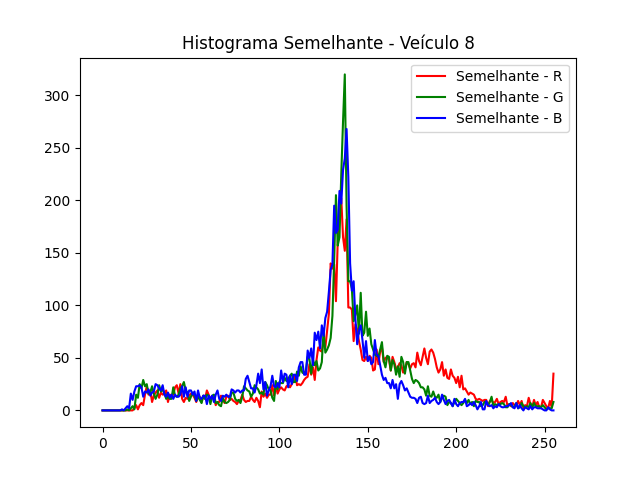 Histograma Semelhante - Veículo 8
Semelhante - R
Semelhante - G
Semelhante - B
300
250
200
150
100
50
0
0 50 100 150 200 250